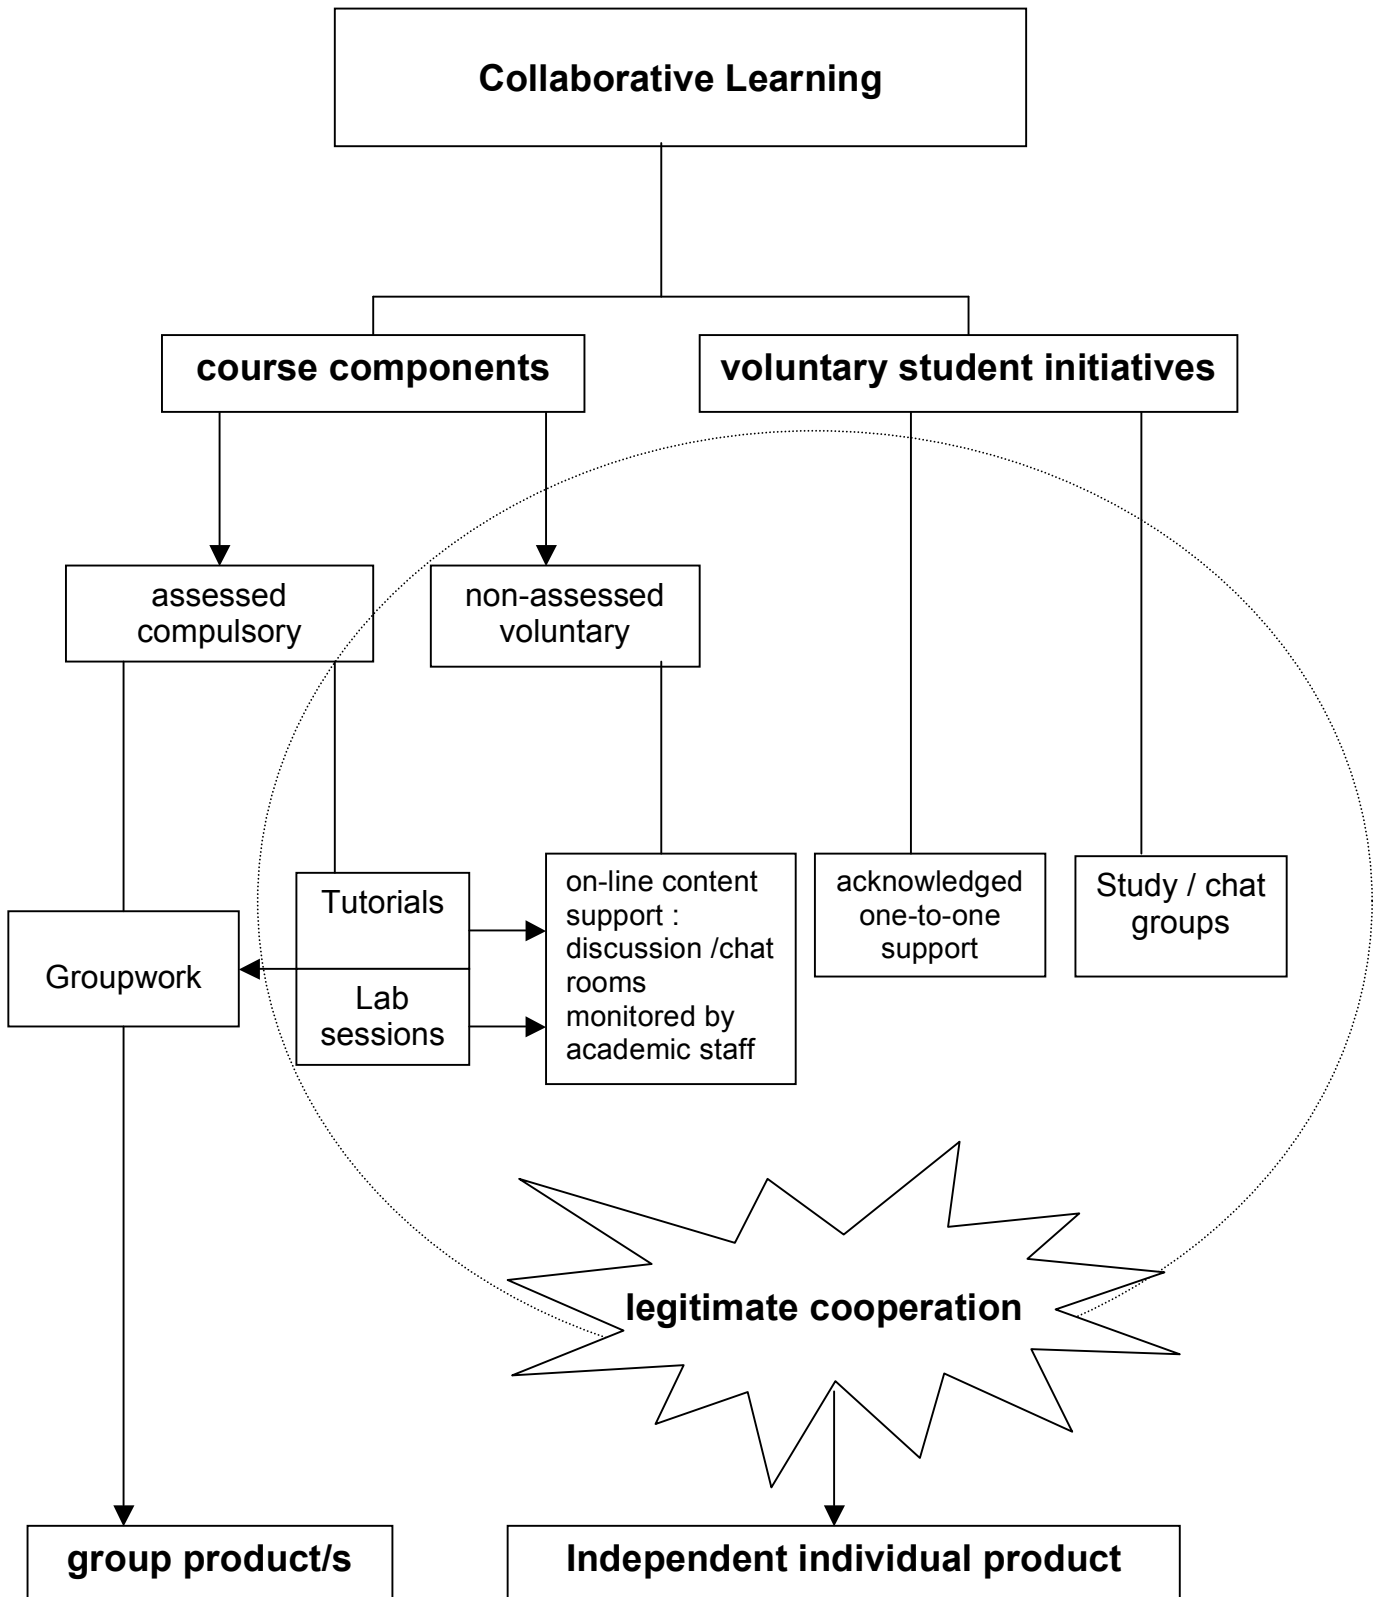 Collaborative Learning
course components
voluntary student initiatives
assessed
compulsory
non-assessed
voluntary
Groupwork
Tutorials
Lab
sessions
on-line content
support :
discussion /chat
rooms
monitored by
academic staff
acknowledged
one-to-one
support
Study / chat
groups
legitimate cooperation
group product/s
Independent individual product